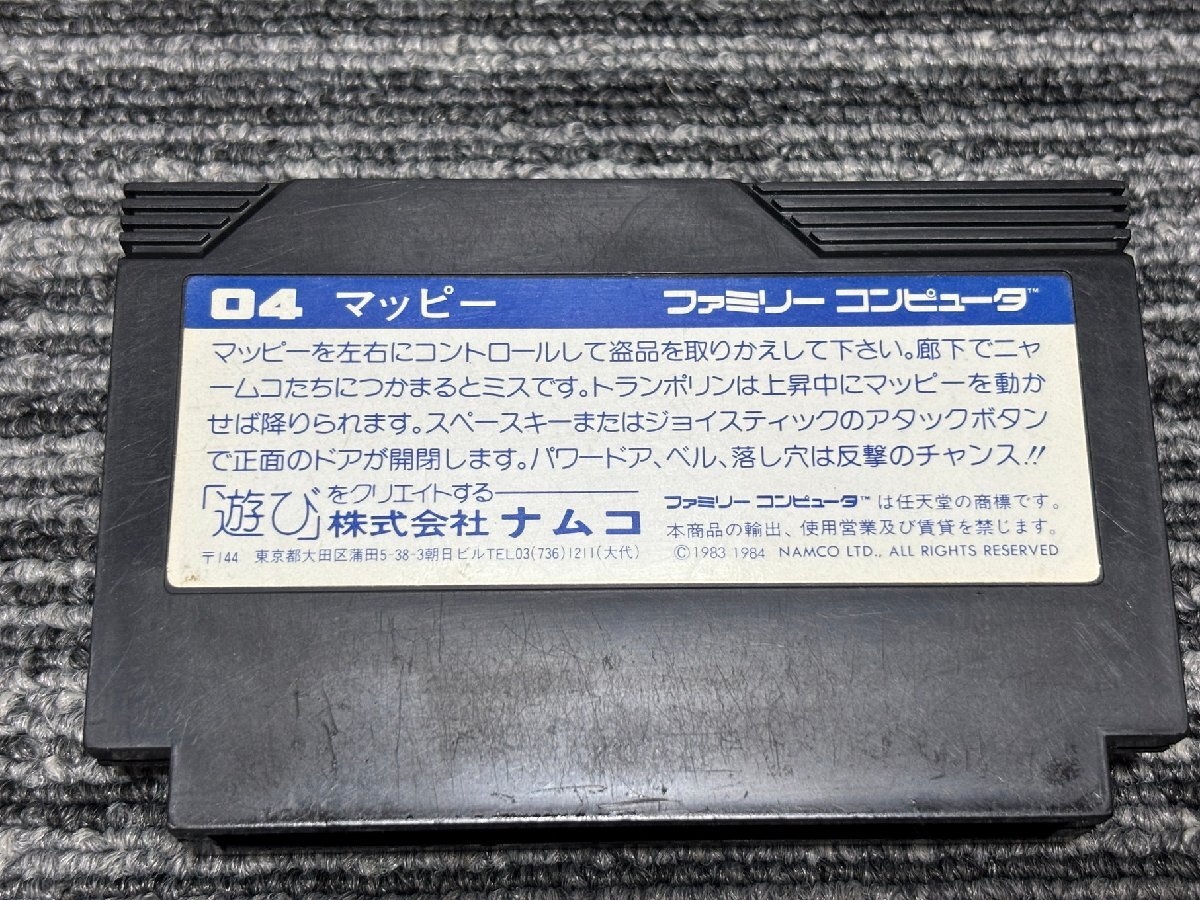 04 マッピー ファミリー コンピュータ™
マッピーを左右にコントロールして盗品を取りかえして下さい。廊下でニャ
ームコたちにつかまるとミスです。トランポリンは上昇中にマッピーを動か
せば降りられます。スペースキーまたはジョイスティックのアタックボタン
で正面のドアが開閉します。パワードア、ベル、落し穴は反撃のチャンス!!
「遊び」をクリエイトする
株式会社 ナムコ
〒144 東京都大田区蒲田5-38-3朝日ビルTEL03(736)1211(大代)
ファミリー コンピュータ™ は任天堂の商標です。
本商品の輸出、使用営業及び賃貸を禁じます。
©1983 1984 NAMCO LTD., ALL RIGHTS RESERVED